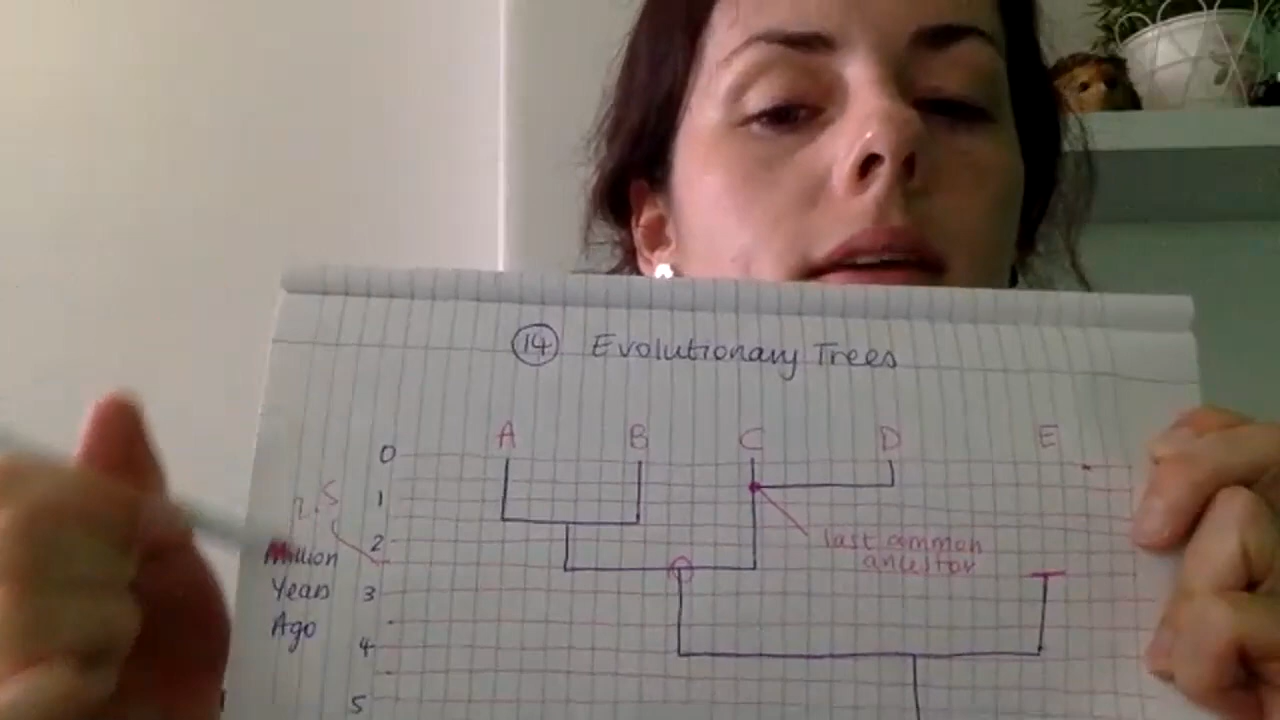 14 Evolutionary Trees
A B C D E
0
1
2.5
2
Million
Years
Ago
3
4
5
last common
ancestor